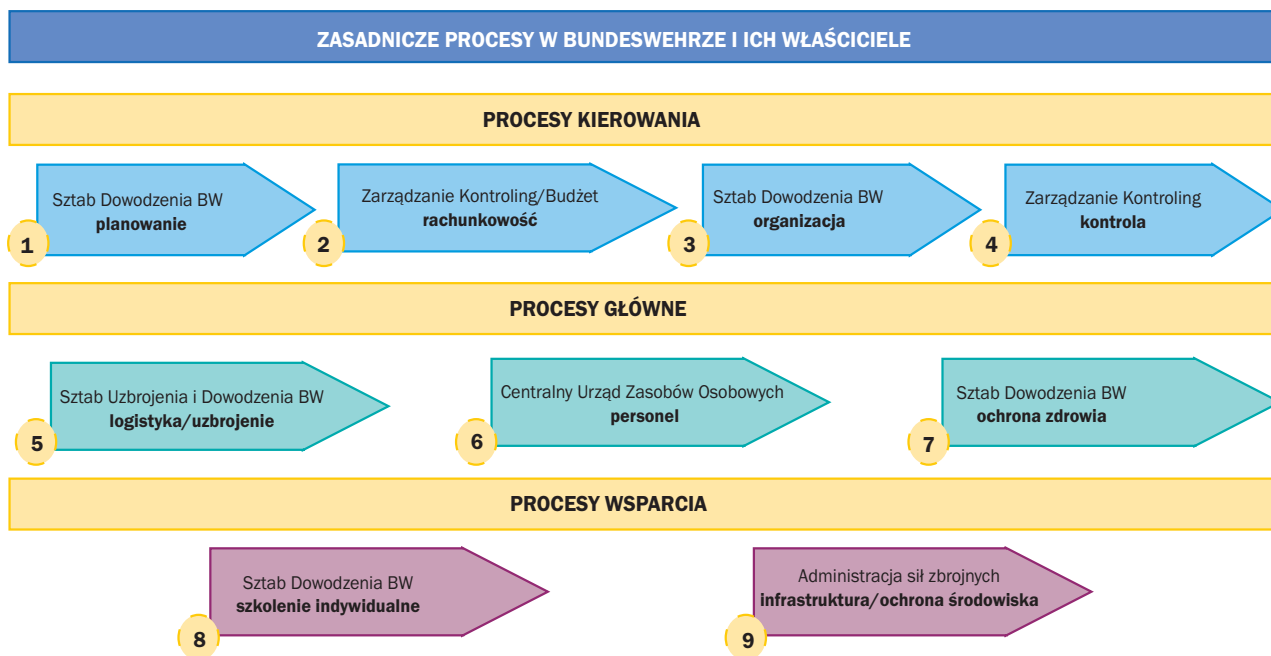 ZASADNICZE PROCESY W BUNDESWEHRZE I ICH WŁAŚCICIELE
PROCESY KIEROWANIA
Sztab Dowodzenia BW
planowanie
1
Zarządzanie Kontroling/Budżet
rachunkowość
2
Sztab Dowodzenia BW
organizacja
3
Zarządzanie Kontroling
kontrola
4
PROCESY GŁÓWNE
Sztab Uzbrojenia i Dowodzenia BW
logistyka/uzbrojenie
5
Centralny Urząd Zasobów Osobowych
personel
6
Sztab Dowodzenia BW
ochrona zdrowia
7
PROCESY WSPARCIA
Sztab Dowodzenia BW
szkolenie indywidualne
8
Administracja sił zbrojnych
infrastruktura/ochrona środowiska
9